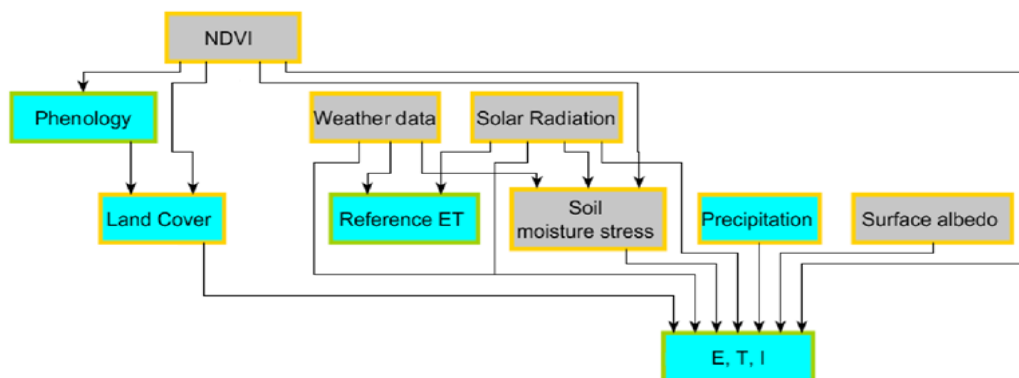 NDVI
Phenology
Weather data
Solar Radiation
Land Cover
Reference ET
Soil
moisture stress
Precipitation
Surface albedo
E, T, I